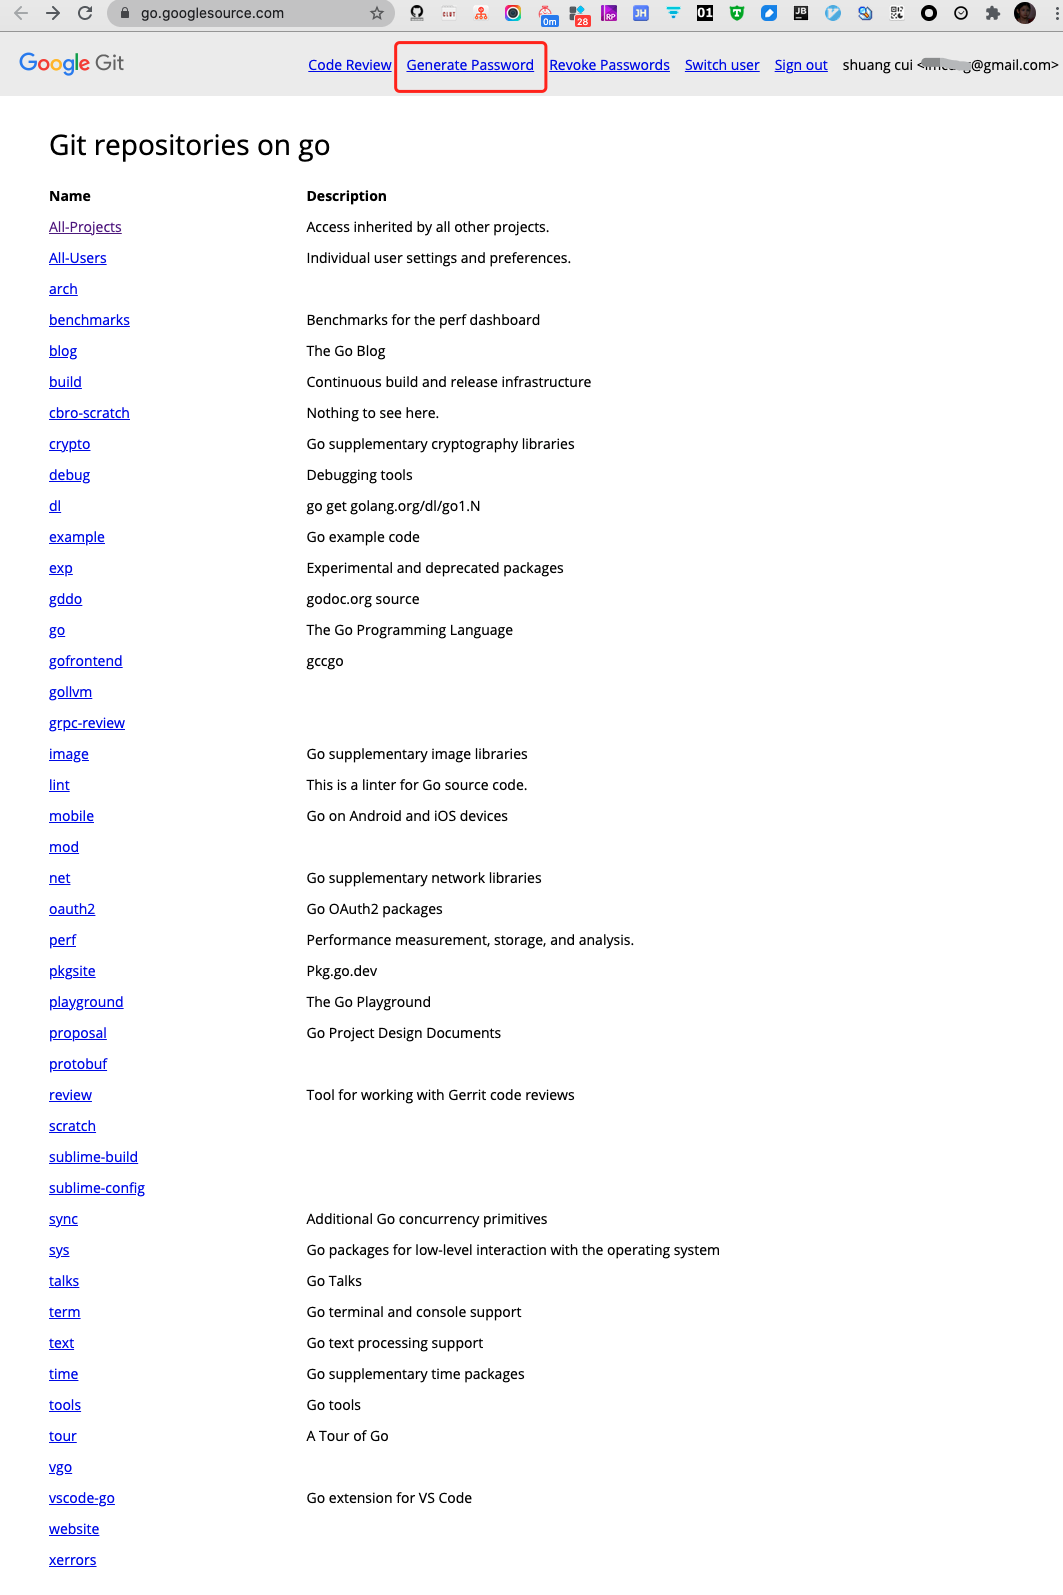 go.googlesource.com
0m
28
RP
JH
01
JB
Google Git
Code Review Generate Password Revoke Passwords Switch user Sign out shuang cui < @gmail.com>
Git repositories on go
Name Description
All-Projects Access inherited by all other projects.
All-Users Individual user settings and preferences.
arch
benchmarks Benchmarks for the perf dashboard
blog The Go Blog
build Continuous build and release infrastructure
cbro-scratch Nothing to see here.
crypto Go supplementary cryptography libraries
debug Debugging tools
dl go get golang.org/dl/go1.N
example Go example code
exp Experimental and deprecated packages
gddo godoc.org source
go The Go Programming Language
gofrontend gccgo
gollvm
grpc-review
image Go supplementary image libraries
lint This is a linter for Go source code.
mobile Go on Android and iOS devices
mod
net Go supplementary network libraries
oauth2 Go OAuth2 packages
perf Performance measurement, storage, and analysis.
pkgsite Pkg.go.dev
playground The Go Playground
proposal Go Project Design Documents
protobuf
review Tool for working with Gerrit code reviews
scratch
sublime-build
sublime-config
sync Additional Go concurrency primitives
sys Go packages for low-level interaction with the operating system
talks Go Talks
term Go terminal and console support
text Go text processing support
time Go supplementary time packages
tools Go tools
tour A Tour of Go
vgo
vscode-go Go extension for VS Code
website
xerrors